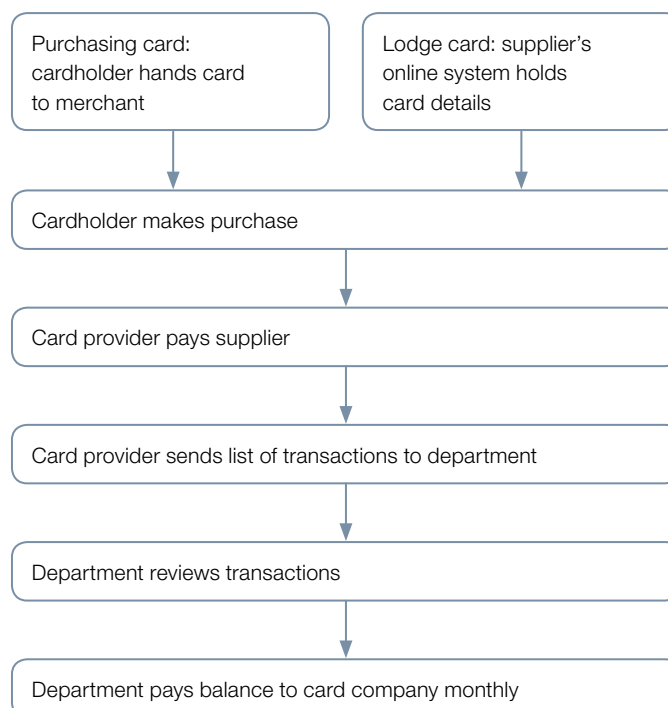 Purchasing card:
cardholder hands card
to merchant
Lodge card: supplier’s
online system holds
card details
Cardholder makes purchase
Card provider pays supplier
Card provider sends list of transactions to department
Department reviews transactions
Department pays balance to card company monthly